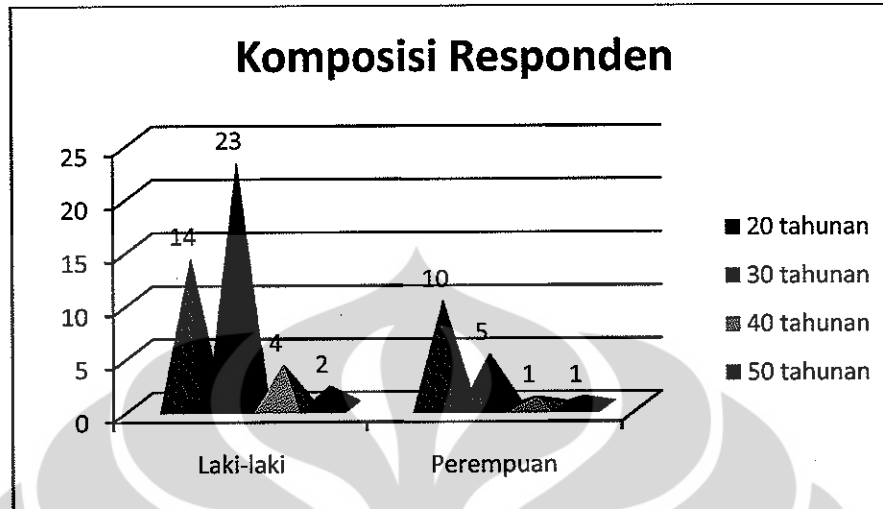 Komposisi Responden
25
20
15
10
5
0
14
23
4
2
10
5
1
1
Laki-laki
Perempuan
20 tahunan
30 tahunan
40 tahunan
50 tahunan